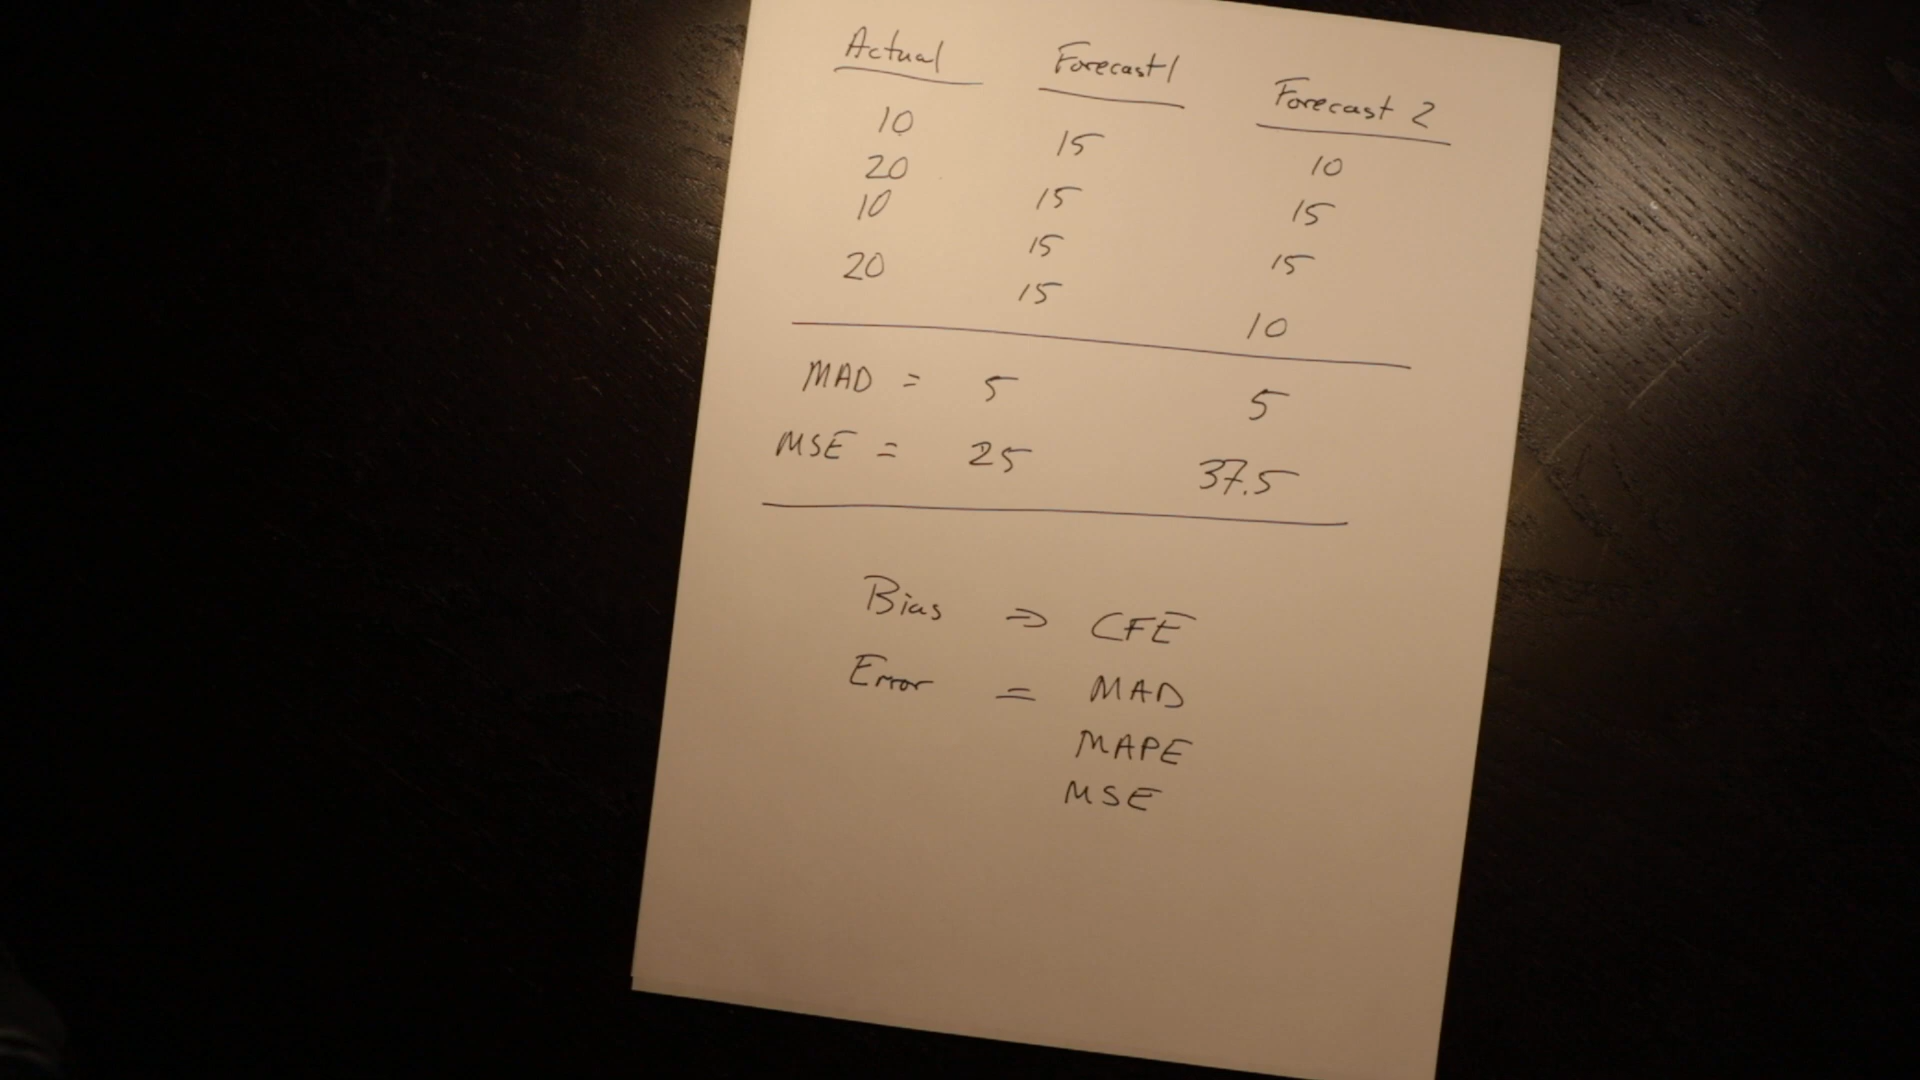 Actual Forecast 1 Forecast 2
10 15 10
20 15 15
10 15 15
20 15 10
MAD = 5 5
MSE = 25 37.5
Bias ⇒ CFE
Error = MAD
MAPE
MSE